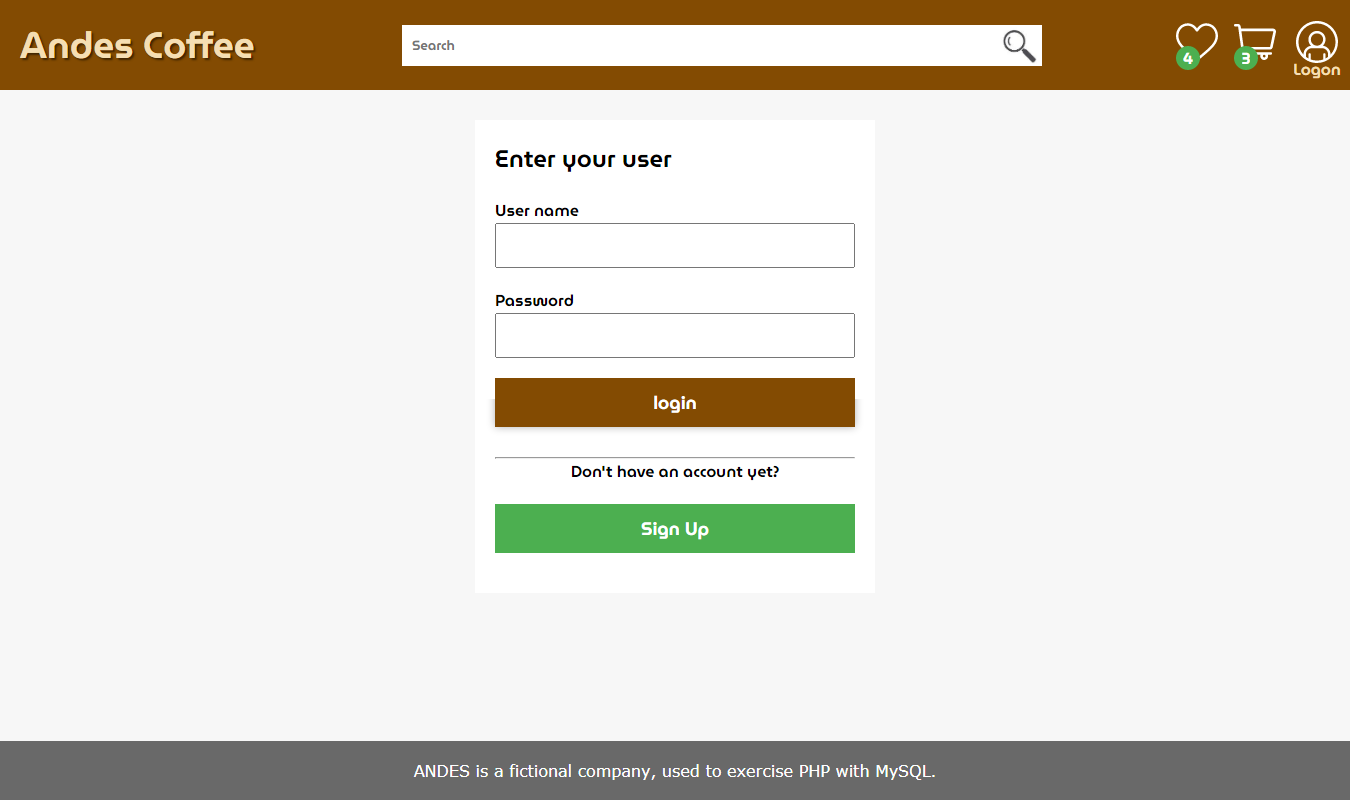 Andes Coffee
Search
4
3
Logon
Enter your user
User name
Password
login
Don't have an account yet?
Sign Up
ANDES is a fictional company, used to exercise PHP with MySQL.